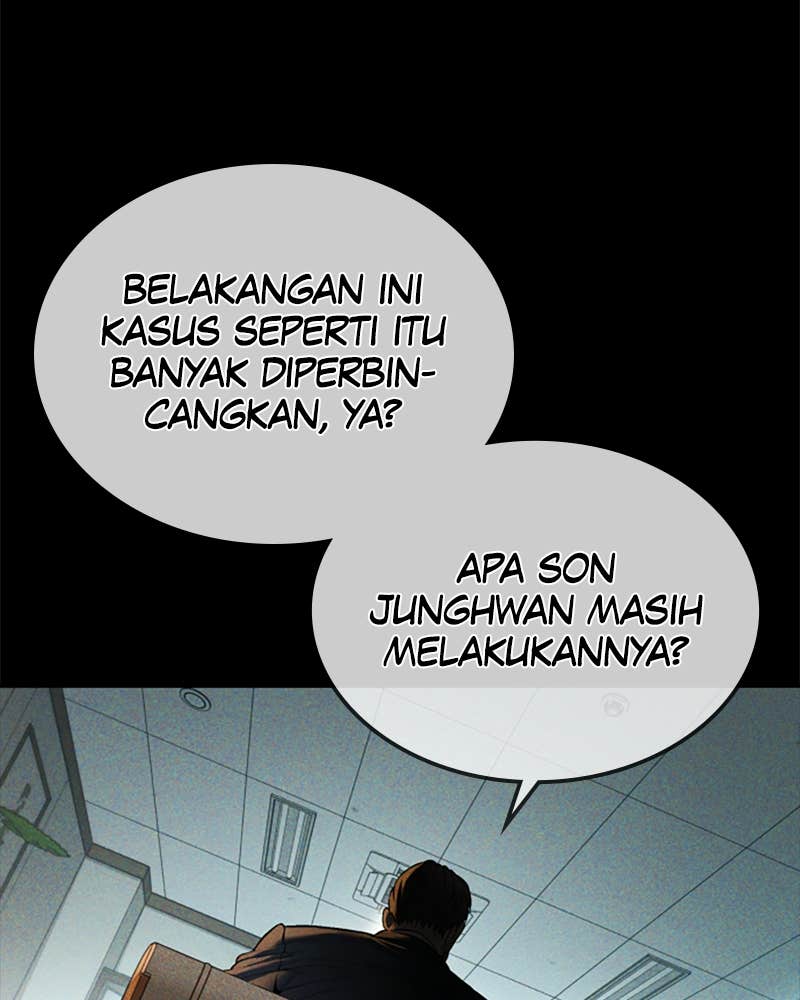 BELAKANGAN INI
KASUS SEPERTI ITU
BANYAK DIPERBIN-
CANGKAN, YA?
APA SON
JUNGHWAN MASIH
MELAKUKANNYA?